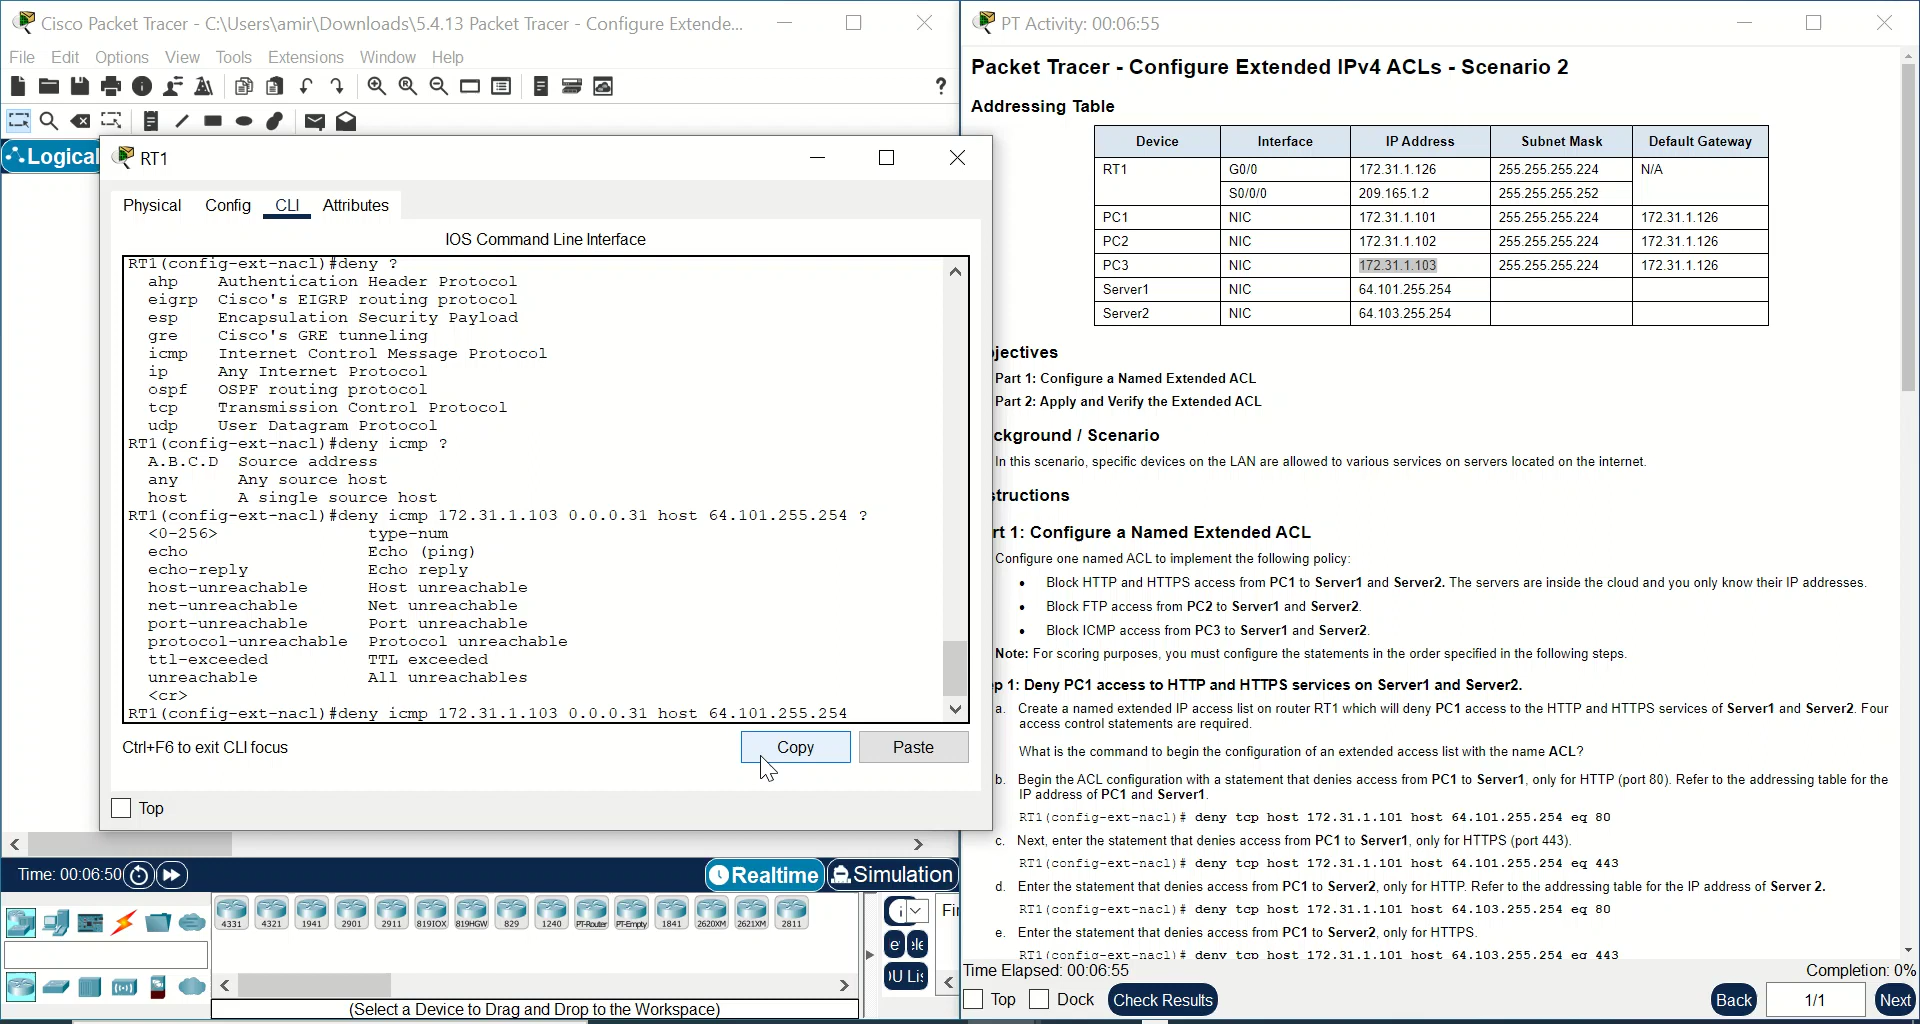 Cisco Packet Tracer - C:\Users\amir\Downloads\5.4.13 Packet Tracer - Configure Extende...
File Edit Options View Tools Extensions Window Help
?
Logical
RT1
Physical Config CLI Attributes
IOS Command Line Interface
RT1(config-ext-nacl)#deny ?
ahp Authentication Header Protocol
eigrp Cisco's EIGRP routing protocol
esp Encapsulation Security Payload
gre Cisco's GRE tunneling
icmp Internet Control Message Protocol
ip Any Internet Protocol
ospf OSPF routing protocol
tcp Transmission Control Protocol
udp User Datagram Protocol
RT1(config-ext-nacl)#deny icmp ?
A.B.C.D Source address
any Any source host
host A single source host
RT1(config-ext-nacl)#deny icmp 172.31.1.103 0.0.0.31 host 64.101.255.254 ?
<0-256> type-num
echo Echo (ping)
echo-reply Echo reply
host-unreachable Host unreachable
net-unreachable Net unreachable
port-unreachable Port unreachable
protocol-unreachable Protocol unreachable
ttl-exceeded TTL exceeded
unreachable All unreachables
<cr>
RT1(config-ext-nacl)#deny icmp 172.31.1.103 0.0.0.31 host 64.101.255.254
Ctrl+F6 to exit CLI focus
Copy Paste
Top
Time: 00:06:50
Realtime Simulation
4331 4321 1941 2901 2911 819IOX 819HGW 829 1240 PT-Router PT-Empty 1841 2620XM 2621XM 2811
(Select a Device to Drag and Drop to the Workspace)
PT Activity: 00:06:55
Packet Tracer - Configure Extended IPv4 ACLs - Scenario 2
Addressing Table
Device Interface IP Address Subnet Mask Default Gateway
RT1 G0/0 172.31.1.126 255.255.255.224 N/A
S0/0/0 209.165.1.2 255.255.255.252
PC1 NIC 172.31.1.101 255.255.255.224 172.31.1.126
PC2 NIC 172.31.1.102 255.255.255.224 172.31.1.126
PC3 NIC 172.31.1.103 255.255.255.224 172.31.1.126
Server1 NIC 64.101.255.254
Server2 NIC 64.103.255.254
jectives
Part 1: Configure a Named Extended ACL
Part 2: Apply and Verify the Extended ACL
ckground / Scenario
In this scenario, specific devices on the LAN are allowed to various services on servers located on the internet.
structions
rt 1: Configure a Named Extended ACL
Configure one named ACL to implement the following policy:
• Block HTTP and HTTPS access from PC1 to Server1 and Server2. The servers are inside the cloud and you only know their IP addresses.
• Block FTP access from PC2 to Server1 and Server2.
• Block ICMP access from PC3 to Server1 and Server2.
Note: For scoring purposes, you must configure the statements in the order specified in the following steps.
p 1: Deny PC1 access to HTTP and HTTPS services on Server1 and Server2.
a. Create a named extended IP access list on router RT1 which will deny PC1 access to the HTTP and HTTPS services of Server1 and Server2. Four
access control statements are required.
What is the command to begin the configuration of an extended access list with the name ACL?
b. Begin the ACL configuration with a statement that denies access from PC1 to Server1, only for HTTP (port 80). Refer to the addressing table for the
IP address of PC1 and Server1.
RT1(config-ext-nacl)# deny tcp host 172.31.1.101 host 64.101.255.254 eq 80
c. Next, enter the statement that denies access from PC1 to Server1, only for HTTPS (port 443).
RT1(config-ext-nacl)# deny tcp host 172.31.1.101 host 64.101.255.254 eq 443
d. Enter the statement that denies access from PC1 to Server2, only for HTTP. Refer to the addressing table for the IP address of Server 2.
RT1(config-ext-nacl)# deny tcp host 172.31.1.101 host 64.103.255.254 eq 80
e. Enter the statement that denies access from PC1 to Server2, only for HTTPS.
RT1(config-ext-nacl)# deny tcp host 172.31.1.101 host 64.103.255.254 eq 443
Time Elapsed: 00:06:55 Completion: 0%
Top Dock Check Results Back 1/1 Next